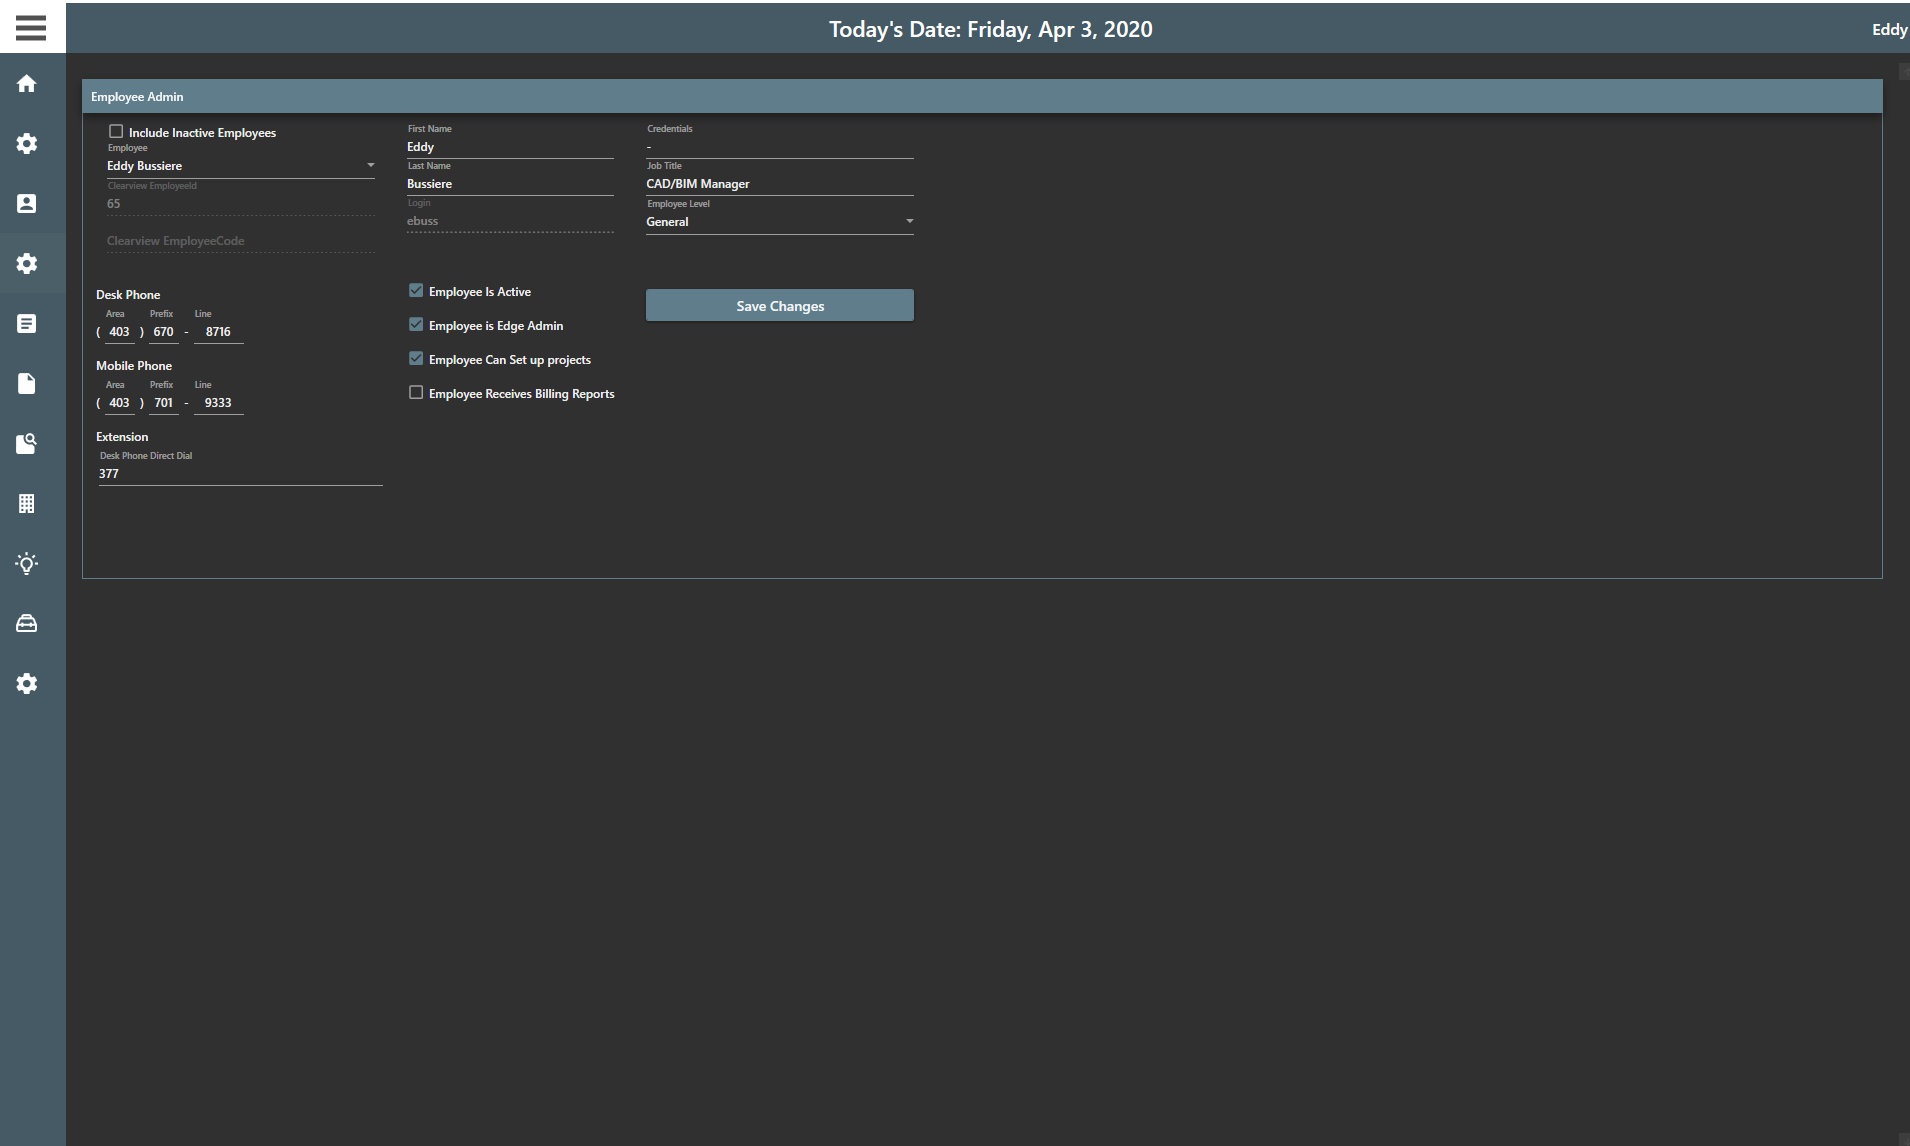 Today's Date: Friday, Apr 3, 2020
Eddy
Employee Admin
Include Inactive Employees
Employee
Eddy Bussiere
Clearview EmployeeId
65
Clearview EmployeeCode
First Name
Eddy
Last Name
Bussiere
Login
ebuss
Credentials
-
Job Title
CAD/BIM Manager
Employee Level
General
Desk Phone
Area Prefix Line
( 403 ) 670 - 8716
Mobile Phone
Area Prefix Line
( 403 ) 701 - 9333
Extension
Desk Phone Direct Dial
377
Employee Is Active
Employee is Edge Admin
Employee Can Set up projects
Employee Receives Billing Reports
Save Changes